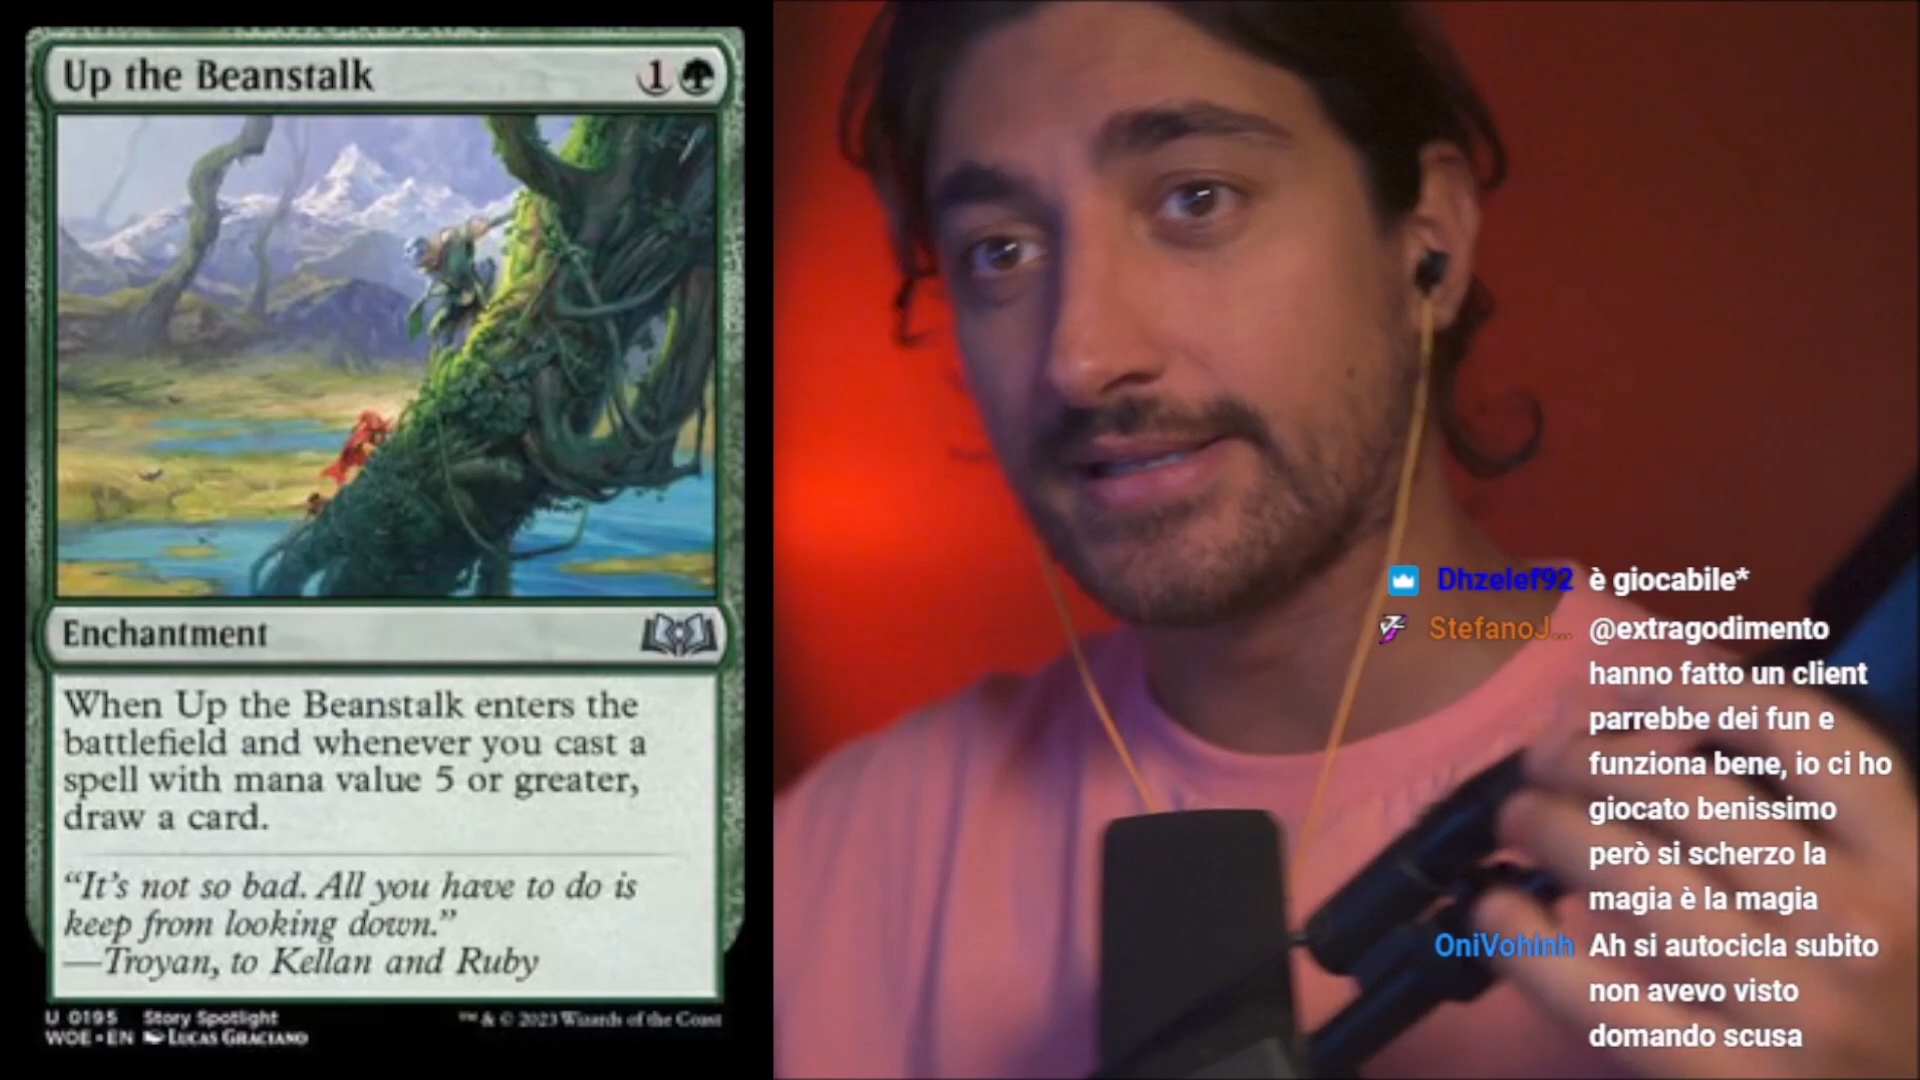 Up the Beanstalk
1
Enchantment
When Up the Beanstalk enters the
battlefield and whenever you cast a
spell with mana value 5 or greater,
draw a card.
"It's not so bad. All you have to do is
keep from looking down."
—Troyan, to Kellan and Ruby
U 0195 Story Spotlight
WOE • EN Lucas Graciano
™ & © 2023 Wizards of the Coast
Dhzelef92 è giocabile*
StefanoJ... @extragodimento
hanno fatto un client
parrebbe dei fun e
funziona bene, io ci ho
giocato benissimo
però si scherzo la
magia è la magia
OniVohinh Ah si autocicla subito
non avevo visto
domando scusa